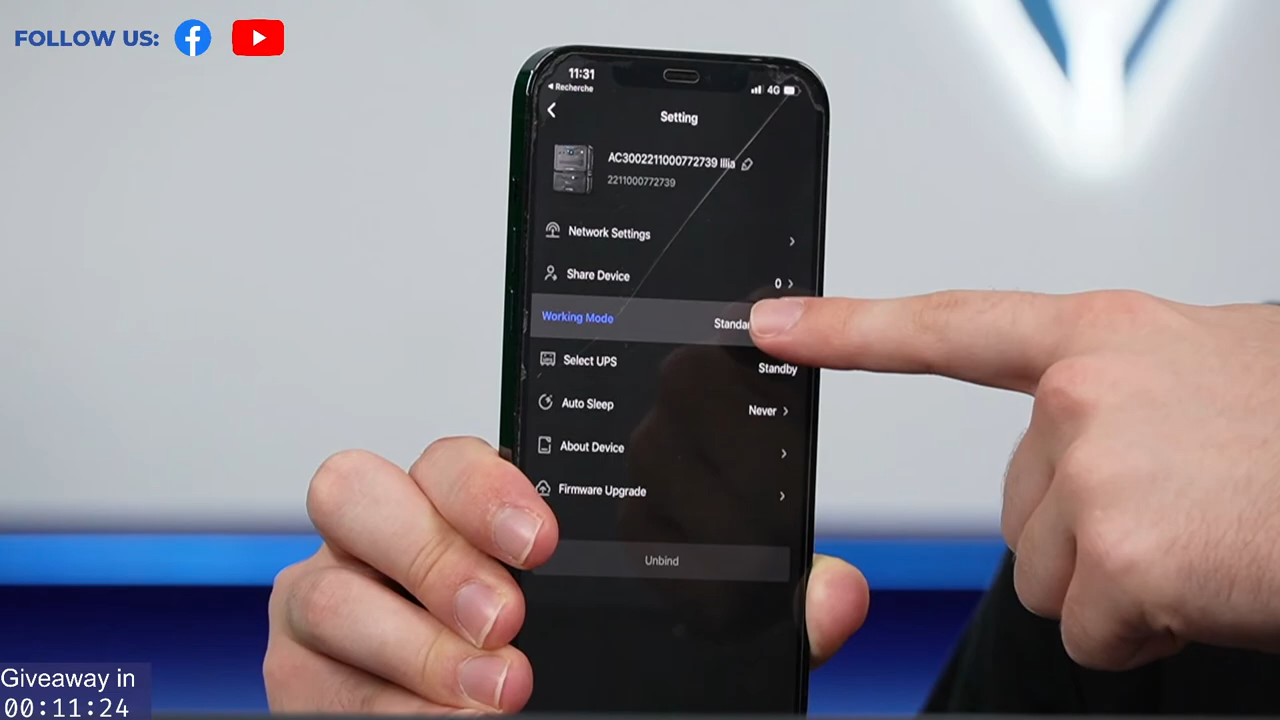 FOLLOW US:
11:31
Recherche
4G
Setting
AC3002211000772739 Illia
2211000772739
Network Settings
Share Device 0
Working Mode
Select UPS Standby
Auto Sleep Never
About Device
Firmware Upgrade
Unbind
Giveaway in
00:11:24